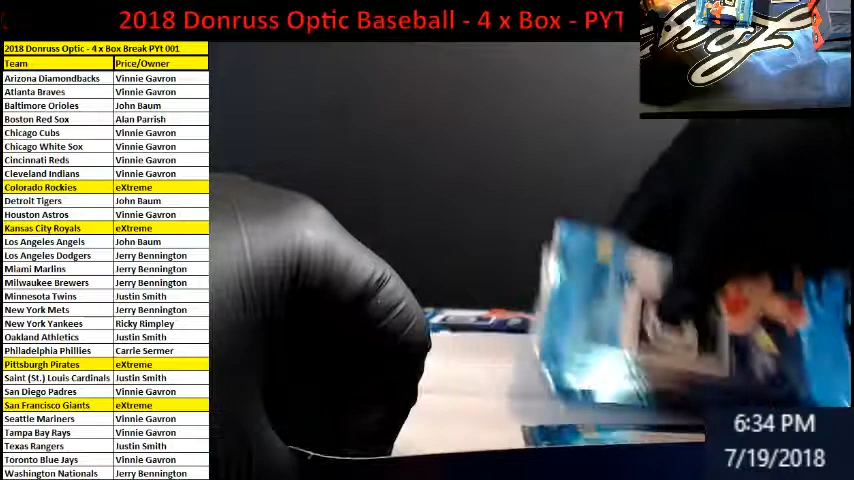 2018 Donruss Optic Baseball - 4 x Box - PYT
2018 Donruss Optic - 4 x Box Break PYt 001
Team Price/Owner
Arizona Diamondbacks Vinnie Gavron
Atlanta Braves Vinnie Gavron
Baltimore Orioles John Baum
Boston Red Sox Alan Parrish
Chicago Cubs Vinnie Gavron
Chicago White Sox Vinnie Gavron
Cincinnati Reds Vinnie Gavron
Cleveland Indians Vinnie Gavron
Colorado Rockies eXtreme
Detroit Tigers John Baum
Houston Astros Vinnie Gavron
Kansas City Royals eXtreme
Los Angeles Angels John Baum
Los Angeles Dodgers Jerry Bennington
Miami Marlins Jerry Bennington
Milwaukee Brewers Jerry Bennington
Minnesota Twins Justin Smith
New York Mets Jerry Bennington
New York Yankees Ricky Rimpley
Oakland Athletics Justin Smith
Philadelphia Phillies Carrie Sermer
Pittsburgh Pirates eXtreme
Saint (St.) Louis Cardinals Justin Smith
San Diego Padres Vinnie Gavron
San Francisco Giants eXtreme
Seattle Mariners Vinnie Gavron
Tampa Bay Rays Vinnie Gavron
Texas Rangers Justin Smith
Toronto Blue Jays Vinnie Gavron
Washington Nationals Jerry Bennington
6:34 PM
7/19/2018